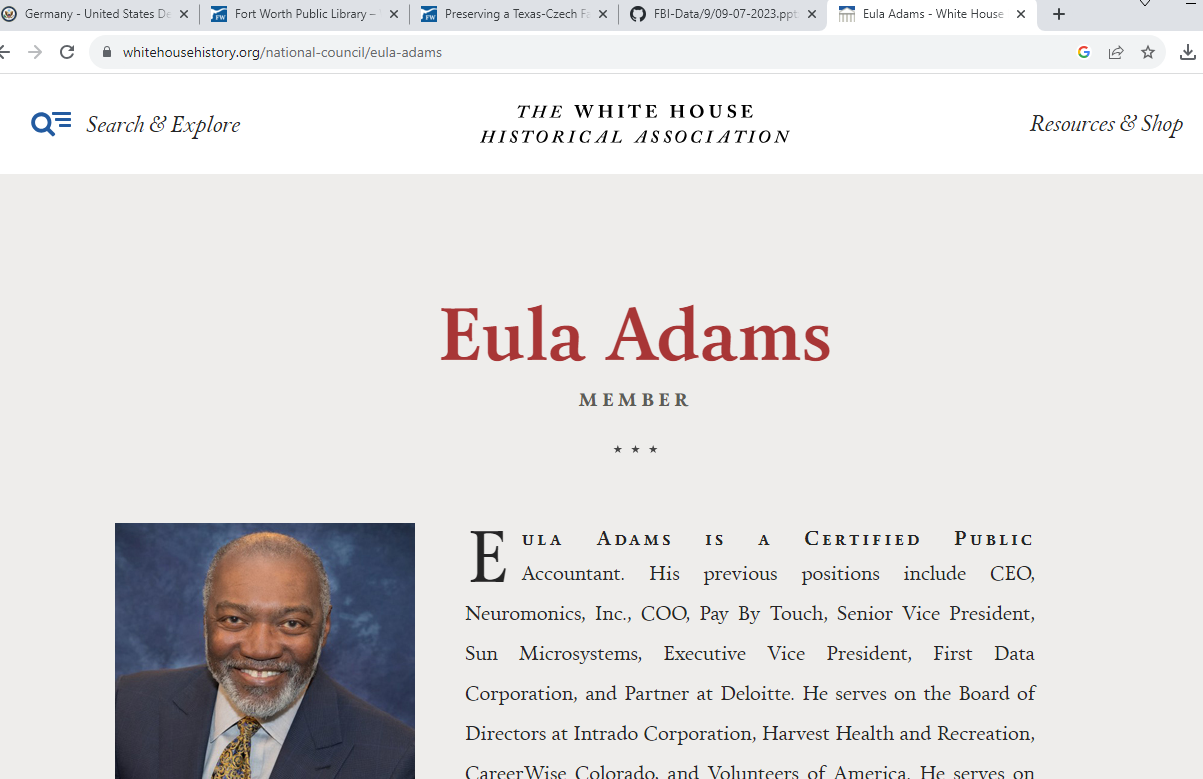 Germany - United States De
Fort Worth Public Library –
Preserving a Texas-Czech Fa
FBI-Data/9/09-07-2023.ppt
Eula Adams - White House
whitehousehistory.org/national-council/eula-adams
Search & Explore
THE WHITE HOUSE
HISTORICAL ASSOCIATION
Resources & Shop
Eula Adams
MEMBER
Eula Adams is a Certified Public
Accountant. His previous positions include CEO,
Neuromonics, Inc., COO, Pay By Touch, Senior Vice President,
Sun Microsystems, Executive Vice President, First Data
Corporation, and Partner at Deloitte. He serves on the Board of
Directors at Intrado Corporation, Harvest Health and Recreation,
CareerWise Colorado, and Volunteers of America. He serves on